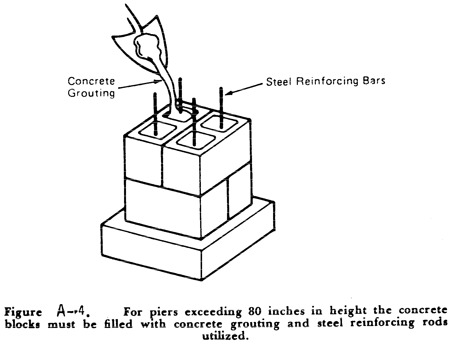 Concrete
Grouting
Steel Reinforcing Bars
Figure A-4. For piers exceeding 80 inches in height the concrete
blocks must be filled with concrete grouting and steel reinforcing rods
utilized.